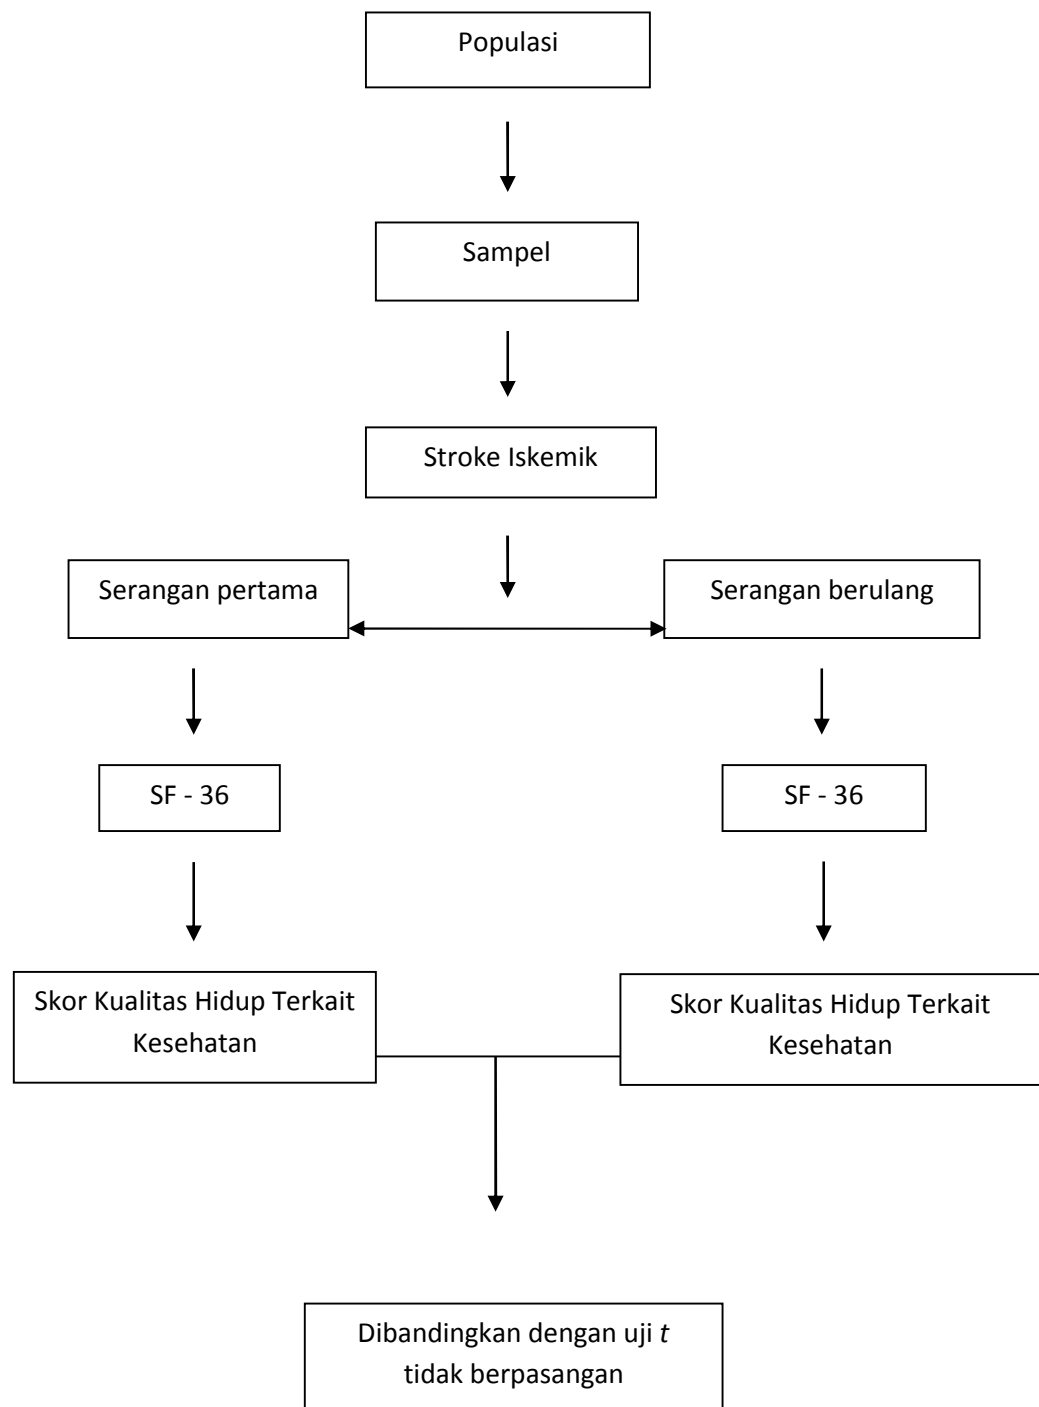 Populasi
Sampel
Stroke Iskemik
Serangan pertama
Serangan berulang
SF - 36
SF - 36
Skor Kualitas Hidup Terkait
Kesehatan
Skor Kualitas Hidup Terkait
Kesehatan
Dibandingkan dengan uji t
tidak berpasangan